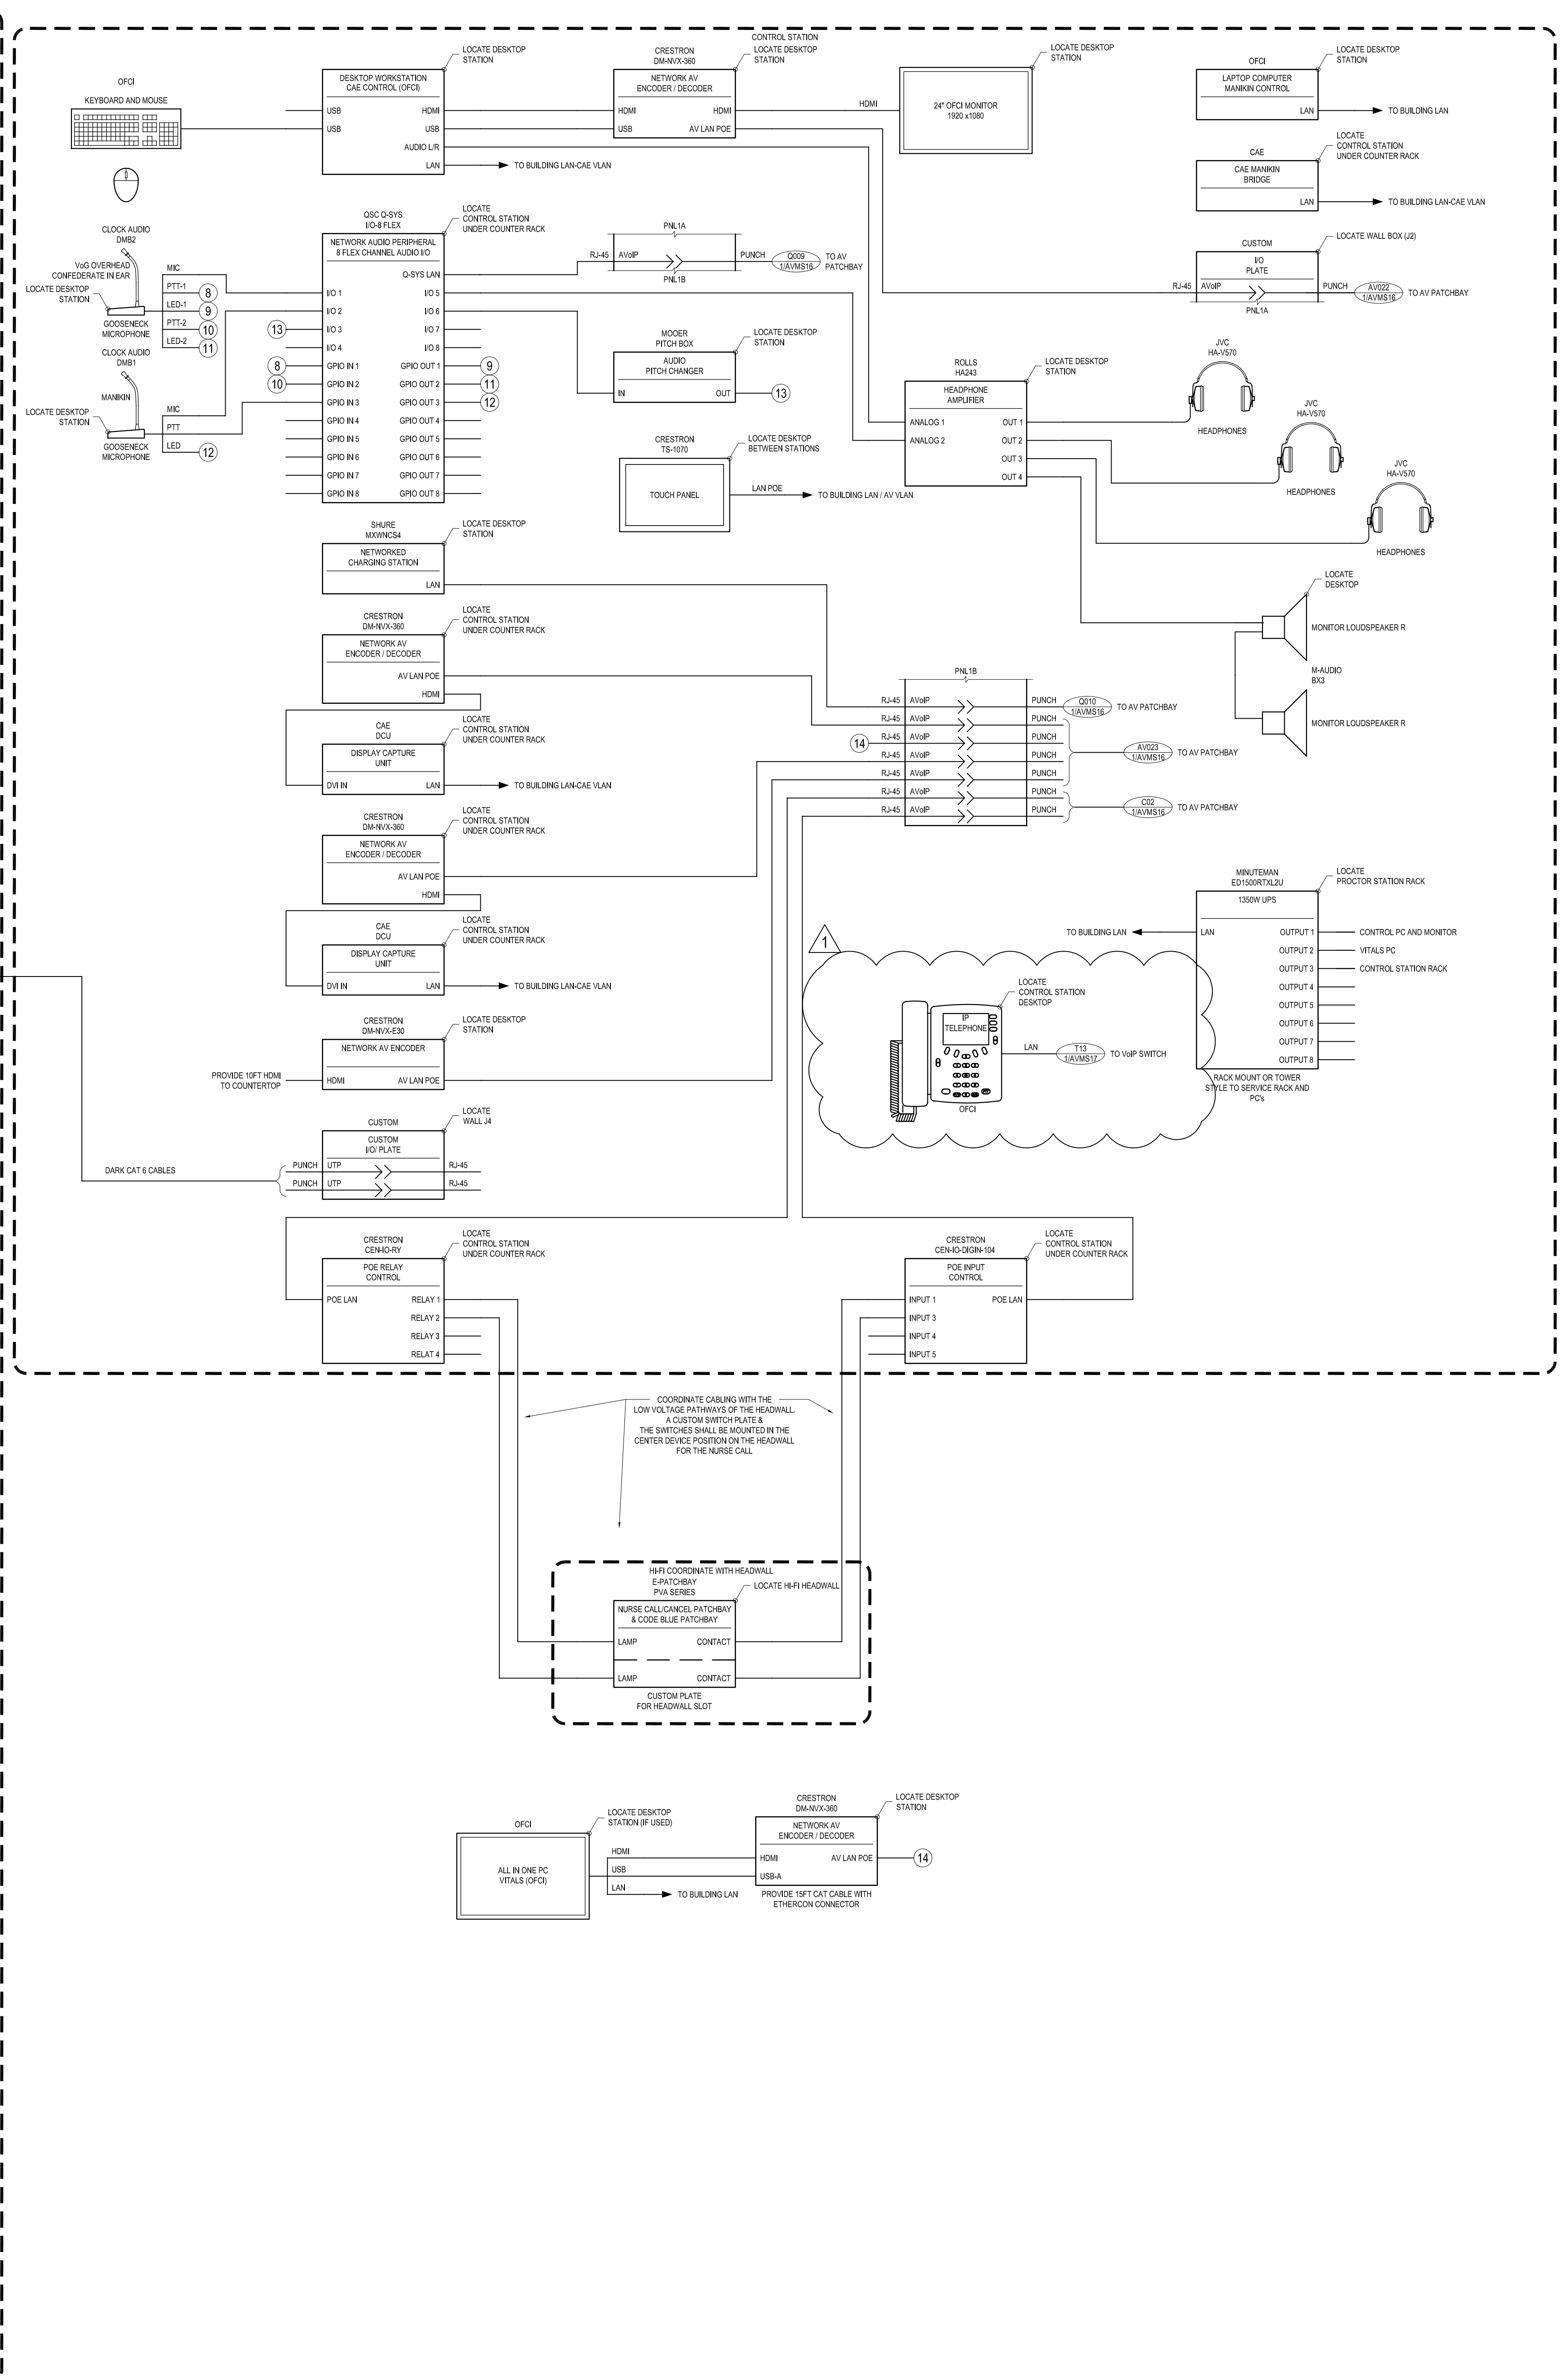 CONTROL STATION
OFCI
KEYBOARD AND MOUSE
LOCATE DESKTOP
STATION
DESKTOP WORKSTATION
CAE CONTROL (OFCI)
USB
HDMI
USB
USB
AUDIO L/R
LAN
TO BUILDING LAN-CAE VLAN
CRESTRON
DM-NVX-360
LOCATE DESKTOP
STATION
NETWORK AV
ENCODER / DECODER
HDMI
HDMI
USB
AV LAN POE
HDMI
LOCATE DESKTOP
STATION
24" OFCI MONITOR
1920 x1080
OFCI
LOCATE DESKTOP
STATION
LAPTOP COMPUTER
MANIKIN CONTROL
LAN
TO BUILDING LAN
CAE
LOCATE
CONTROL STATION
UNDER COUNTER RACK
CAE MANIKIN
BRIDGE
LAN
TO BUILDING LAN-CAE VLAN
CUSTOM
LOCATE WALL BOX (J2)
I/O
PLATE
RJ-45
AVoIP
PUNCH
AV022
1/AVMS16
TO AV PATCHBAY
PNL1A
CLOCK AUDIO
DMB2
VoG OVERHEAD
CONFEDERATE IN EAR
LOCATE DESKTOP
STATION
GOOSENECK
MICROPHONE
MIC
PTT-1
8
LED-1
9
PTT-2
10
LED-2
11
CLOCK AUDIO
DMB1
MANIKIN
LOCATE DESKTOP
STATION
GOOSENECK
MICROPHONE
MIC
PTT
LED
12
QSC Q-SYS
I/O-8 FLEX
LOCATE
CONTROL STATION
UNDER COUNTER RACK
NETWORK AUDIO PERIPHERAL
8 FLEX CHANNEL AUDIO I/O
Q-SYS LAN
I/O 1
I/O 5
I/O 2
I/O 6
13
I/O 3
I/O 7
I/O 4
I/O 8
8
GPIO IN 1
GPIO OUT 1
9
10
GPIO IN 2
GPIO OUT 2
11
GPIO IN 3
GPIO OUT 3
12
GPIO IN 4
GPIO OUT 4
GPIO IN 5
GPIO OUT 5
GPIO IN 6
GPIO OUT 6
GPIO IN 7
GPIO OUT 7
GPIO IN 8
GPIO OUT 8
PNL1A
RJ-45
AVoIP
PUNCH
Q009
1/AVMS16
TO AV
PATCHBAY
PNL1B
MOOER
PITCH BOX
LOCATE DESKTOP
STATION
AUDIO
PITCH CHANGER
IN
OUT
13
CRESTRON
TS-1070
LOCATE DESKTOP
BETWEEN STATIONS
TOUCH PANEL
LAN POE
TO BUILDING LAN / AV VLAN
ROLLS
HA243
LOCATE DESKTOP
STATION
HEADPHONE
AMPLIFIER
ANALOG 1
OUT 1
ANALOG 2
OUT 2
OUT 3
OUT 4
JVC
HA-V570
HEADPHONES
JVC
HA-V570
HEADPHONES
JVC
HA-V570
HEADPHONES
LOCATE
DESKTOP
MONITOR LOUDSPEAKER R
M-AUDIO
BX3
MONITOR LOUDSPEAKER R
SHURE
MXWNCS4
LOCATE DESKTOP
STATION
NETWORKED
CHARGING STATION
LAN
CRESTRON
DM-NVX-360
LOCATE
CONTROL STATION
UNDER COUNTER RACK
NETWORK AV
ENCODER / DECODER
AV LAN POE
HDMI
CAE
DCU
LOCATE
CONTROL STATION
UNDER COUNTER RACK
DISPLAY CAPTURE
UNIT
DVI IN
LAN
TO BUILDING LAN-CAE VLAN
CRESTRON
DM-NVX-360
LOCATE
CONTROL STATION
UNDER COUNTER RACK
NETWORK AV
ENCODER / DECODER
AV LAN POE
HDMI
CAE
DCU
LOCATE
CONTROL STATION
UNDER COUNTER RACK
DISPLAY CAPTURE
UNIT
DVI IN
LAN
TO BUILDING LAN-CAE VLAN
PNL1B
RJ-45
AVoIP
PUNCH
Q010
1/AVMS16
TO AV PATCHBAY
RJ-45
AVoIP
PUNCH
14
RJ-45
AVoIP
PUNCH
RJ-45
AVoIP
PUNCH
RJ-45
AVoIP
PUNCH
AV023
1/AVMS16
TO AV PATCHBAY
RJ-45
AVoIP
PUNCH
RJ-45
AVoIP
PUNCH
C02
1/AVMS16
TO AV PATCHBAY
MINUTEMAN
ED1500RTXL2U
LOCATE
PROCTOR STATION RACK
1350W UPS
TO BUILDING LAN
LAN
OUTPUT 1
CONTROL PC AND MONITOR
OUTPUT 2
VITALS PC
OUTPUT 3
CONTROL STATION RACK
OUTPUT 4
OUTPUT 5
OUTPUT 6
OUTPUT 7
OUTPUT 8
RACK MOUNT OR TOWER
STYLE TO SERVICE RACK AND
PC's
1
LOCATE
CONTROL STATION
DESKTOP
IP
TELEPHONE
LAN
T13
1/AVMS17
TO VoIP SWITCH
OFCI
CRESTRON
DM-NVX-E30
LOCATE DESKTOP
STATION
NETWORK AV ENCODER
PROVIDE 10FT HDMI
TO COUNTERTOP
HDMI
AV LAN POE
CUSTOM
LOCATE
WALL J4
CUSTOM
I/O/ PLATE
DARK CAT 6 CABLES
PUNCH
UTP
RJ-45
PUNCH
UTP
RJ-45
CRESTRON
CEN-IO-RY
LOCATE
CONTROL STATION
UNDER COUNTER RACK
POE RELAY
CONTROL
POE LAN
RELAY 1
RELAY 2
RELAY 3
RELAT 4
CRESTRON
CEN-IO-DIGIN-104
LOCATE
CONTROL STATION
UNDER COUNTER RACK
POE INPUT
CONTROL
INPUT 1
POE LAN
INPUT 3
INPUT 4
INPUT 5
COORDINATE CABLING WITH THE
LOW VOLTAGE PATHWAYS OF THE HEADWALL.
A CUSTOM SWITCH PLATE &
THE SWITCHES SHALL BE MOUNTED IN THE
CENTER DEVICE POSITION ON THE HEADWALL
FOR THE NURSE CALL
HI-FI COORDINATE WITH HEADWALL
E-PATCHBAY
PVA SERIES
LOCATE HI-FI HEADWALL
NURSE CALL/CANCEL PATCHBAY
& CODE BLUE PATCHBAY
LAMP
CONTACT
LAMP
CONTACT
CUSTOM PLATE
FOR HEADWALL SLOT
OFCI
LOCATE DESKTOP
STATION (IF USED)
ALL IN ONE PC
VITALS (OFCI)
HDMI
USB
LAN
TO BUILDING LAN
CRESTRON
DM-NVX-360
LOCATE DESKTOP
STATION
NETWORK AV
ENCODER / DECODER
HDMI
AV LAN POE
14
USB-A
PROVIDE 15FT CAT CABLE WITH
ETHERCON CONNECTOR